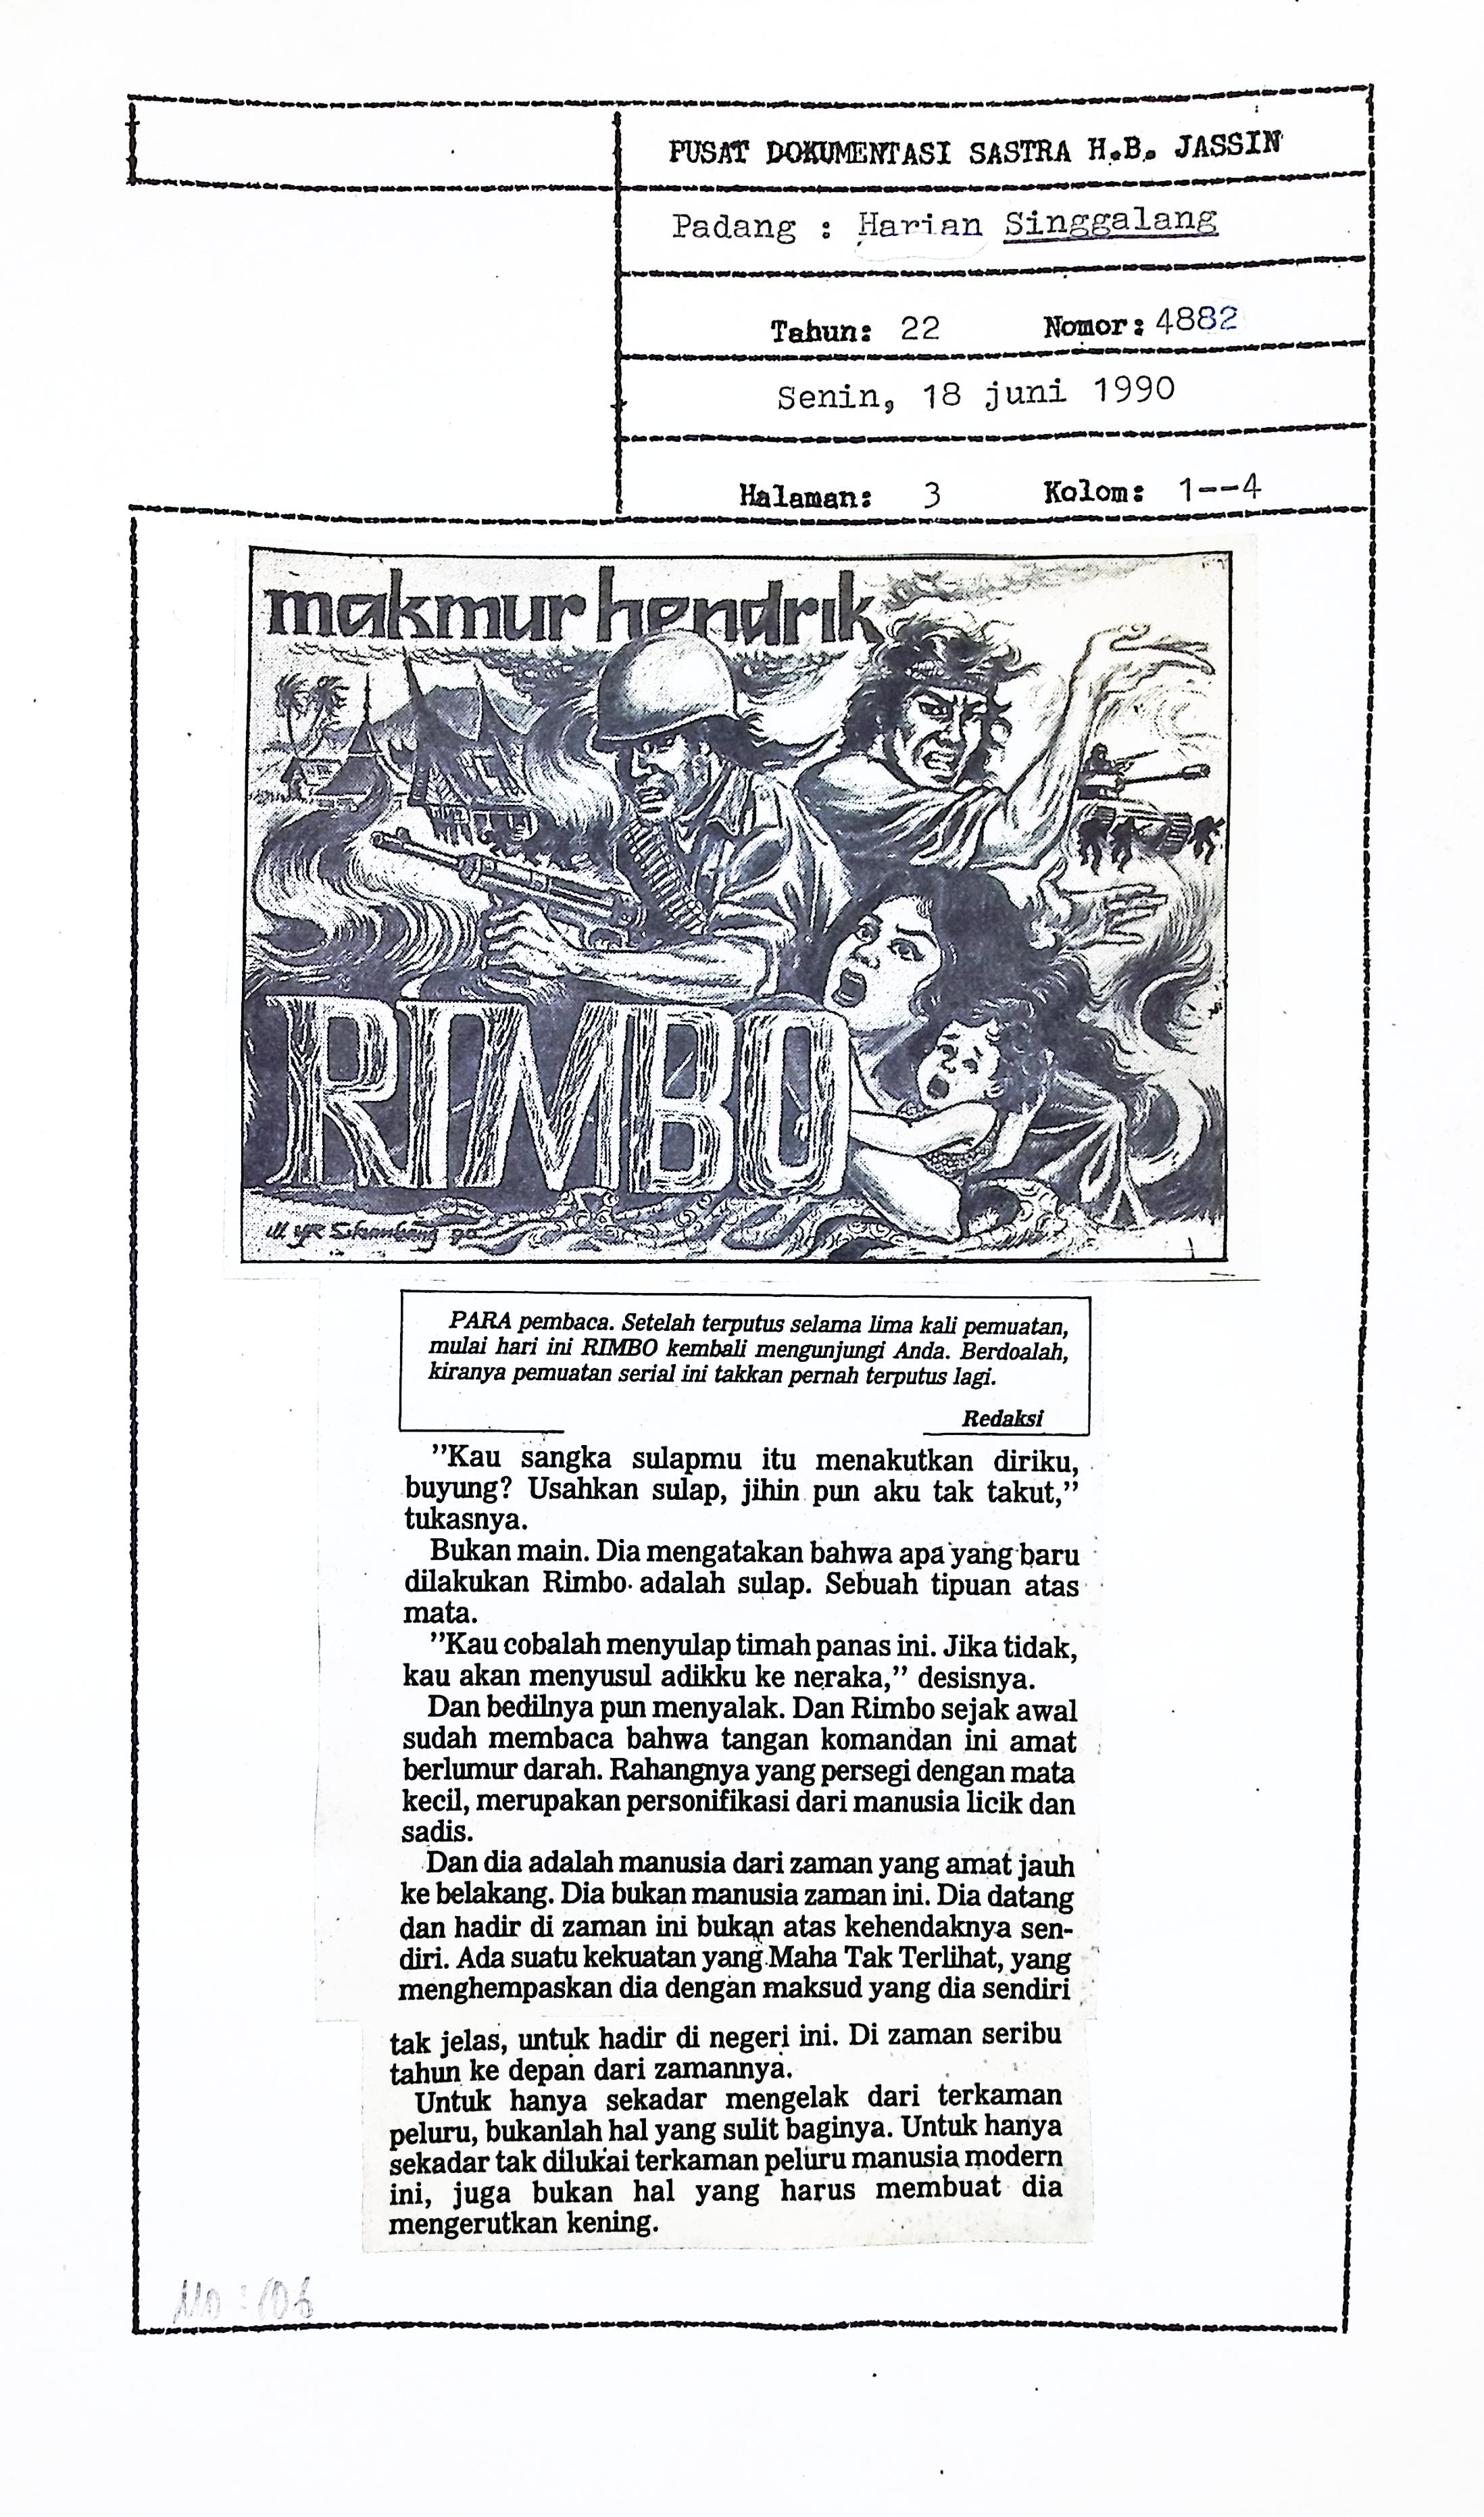 PUSAT DOKUMENTASI SASTRA H.B. JASSIN
Padang : Harian Singgalang
Tahun: 22 Nomor: 4882
Senin, 18 juni 1990
Halaman: 3 Kolom: 1--4
makmur hendrik
RIMBO
PARA pembaca. Setelah terputus selama lima kali pemuatan,
mulai hari ini RIMBO kembali mengunjungi Anda. Berdoalah,
kiranya pemuatan serial ini takkan pernah terputus lagi.
Redaksi
”Kau sangka sulapmu itu menakutkan diriku,
buyung? Usahkan sulap, jihin pun aku tak takut,”
tukasnya.
Bukan main. Dia mengatakan bahwa apa yang baru
dilakukan Rimbo adalah sulap. Sebuah tipuan atas
mata.
”Kau cobalah menyulap timah panas ini. Jika tidak,
kau akan menyusul adikku ke neraka,” desisnya.
Dan bedilnya pun menyalak. Dan Rimbo sejak awal
sudah membaca bahwa tangan komandan ini amat
berlumur darah. Rahangnya yang persegi dengan mata
kecil, merupakan personifikasi dari manusia licik dan
sadis.
Dan dia adalah manusia dari zaman yang amat jauh
ke belakang. Dia bukan manusia zaman ini. Dia datang
dan hadir di zaman ini bukan atas kehendaknya sen-
diri. Ada suatu kekuatan yang Maha Tak Terlihat, yang
menghempaskan dia dengan maksud yang dia sendiri
tak jelas, untuk hadir di negeri ini. Di zaman seribu
tahun ke depan dari zamannya.
Untuk hanya sekadar mengelak dari terkaman
peluru, bukanlah hal yang sulit baginya. Untuk hanya
sekadar tak dilukai terkaman peluru manusia modern
ini, juga bukan hal yang harus membuat dia
mengerutkan kening.